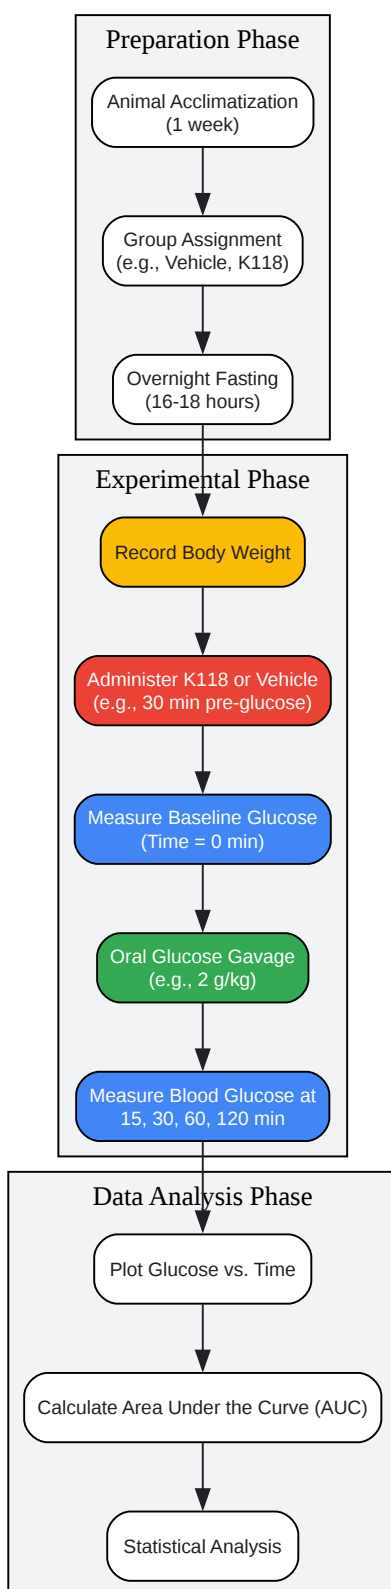 Preparation Phase
Animal Acclimatization
(1 week)
Group Assignment
(e.g., Vehicle, K118)
Overnight Fasting
(16-18 hours)
Experimental Phase
Record Body Weight
Administer K118 or Vehicle
(e.g., 30 min pre-glucose)
Measure Baseline Glucose
(Time = 0 min)
Oral Glucose Gavage
(e.g., 2 g/kg)
Measure Blood Glucose at
15, 30, 60, 120 min
Data Analysis Phase
Plot Glucose vs. Time
Calculate Area Under the Curve (AUC)
Statistical Analysis